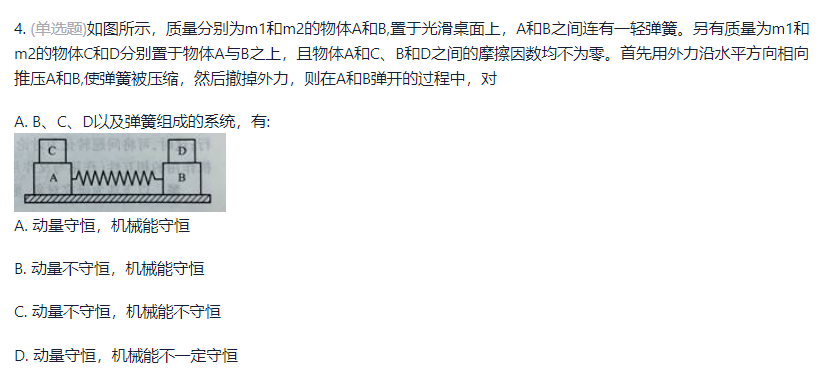 4. (单选题)如图所示，质量分别为m1和m2的物体A和B,置于光滑桌面上，A和B之间连有一轻弹簧。另有质量为m1和
m2的物体C和D分别置于物体A与B之上，且物体A和C、B和D之间的摩擦因数均不为零。首先用外力沿水平方向相向
推压A和B,使弹簧被压缩，然后撤掉外力，则在A和B弹开的过程中，对
A. B、C、D以及弹簧组成的系统，有:
C D
A B
A. 动量守恒，机械能守恒
B. 动量不守恒，机械能守恒
C. 动量不守恒，机械能不守恒
D. 动量守恒，机械能不一定守恒